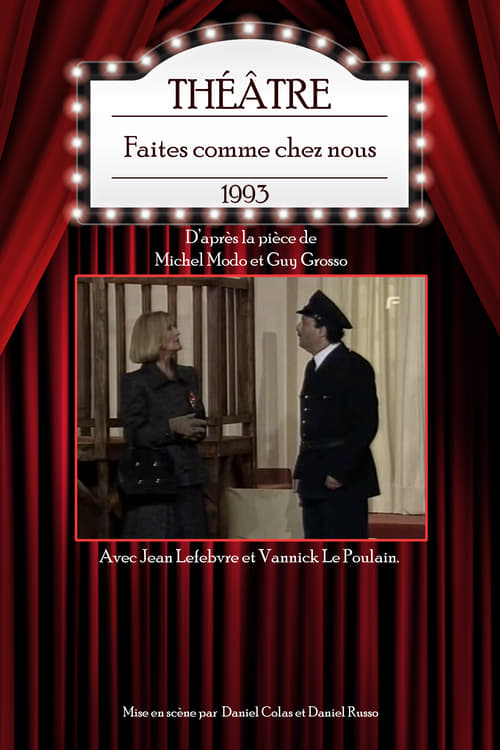 THÉÂTRE
Faites comme chez nous
1993
D'après la pièce de
Michel Modo et Guy Grosso
F
Avec Jean Lefebvre et Vannick Le Poulain.
Mise en scène par Daniel Colas et Daniel Russo